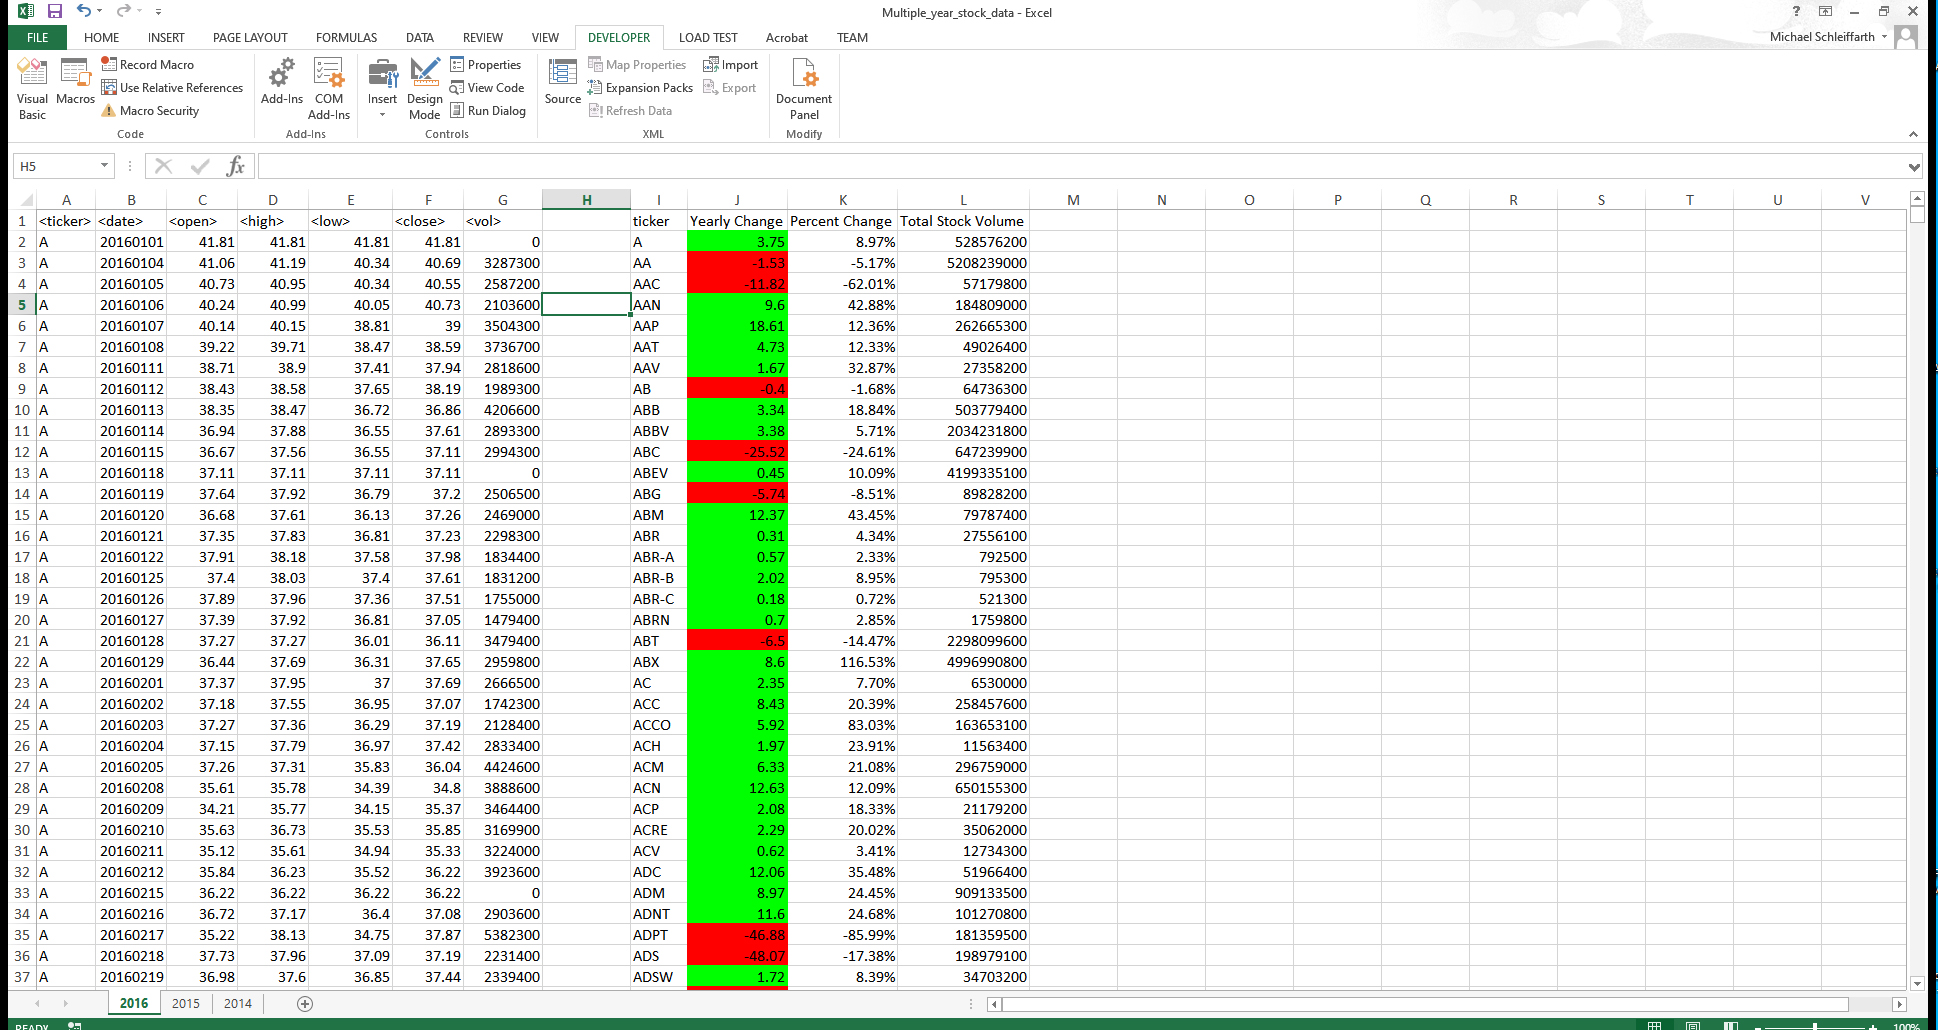 Multiple_year_stock_data - Excel
?
FILE HOME INSERT PAGE LAYOUT FORMULAS DATA REVIEW VIEW DEVELOPER LOAD TEST Acrobat TEAM Michael Schleiffarth
Visual Basic Macros Record Macro Use Relative References Macro Security Code
Add-Ins COM Add-Ins Add-Ins
Insert Design Mode Properties View Code Run Dialog Controls
Source Map Properties Expansion Packs Refresh Data Import Export XML
Document Panel Modify
H5 fx
A B C D E F G H I J K L M N O P Q R S T U V
1 <ticker> <date> <open> <high> <low> <close> <vol> ticker Yearly Change Percent Change Total Stock Volume
2 A 20160101 41.81 41.81 41.81 41.81 0 A 3.75 8.97% 528576200
3 A 20160104 41.06 41.19 40.34 40.69 3287300 AA -1.53 -5.17% 5208239000
4 A 20160105 40.73 40.95 40.34 40.55 2587200 AAC -11.82 -62.01% 57179800
5 A 20160106 40.24 40.99 40.05 40.73 2103600 AAN 9.6 42.88% 184809000
6 A 20160107 40.14 40.15 38.81 39 3504300 AAP 18.61 12.36% 262665300
7 A 20160108 39.22 39.71 38.47 38.59 3736700 AAT 4.73 12.33% 49026400
8 A 20160111 38.71 38.9 37.41 37.94 2818600 AAV 1.67 32.87% 27358200
9 A 20160112 38.43 38.58 37.65 38.19 1989300 AB -0.4 -1.68% 64736300
10 A 20160113 38.35 38.47 36.72 36.86 4206600 ABB 3.34 18.84% 503779400
11 A 20160114 36.94 37.88 36.55 37.61 2893300 ABBV 3.38 5.71% 2034231800
12 A 20160115 36.67 37.56 36.55 37.11 2994300 ABC -25.52 -24.61% 647239900
13 A 20160118 37.11 37.11 37.11 37.11 0 ABEV 0.45 10.09% 4199335100
14 A 20160119 37.64 37.92 36.79 37.2 2506500 ABG -5.74 -8.51% 89828200
15 A 20160120 36.68 37.61 36.13 37.26 2469000 ABM 12.37 43.45% 79787400
16 A 20160121 37.35 37.83 36.81 37.23 2298300 ABR 0.31 4.34% 27556100
17 A 20160122 37.91 38.18 37.58 37.98 1834400 ABR-A 0.57 2.33% 792500
18 A 20160125 37.4 38.03 37.4 37.61 1831200 ABR-B 2.02 8.95% 795300
19 A 20160126 37.89 37.96 37.36 37.51 1755000 ABR-C 0.18 0.72% 521300
20 A 20160127 37.39 37.92 36.81 37.05 1479400 ABRN 0.7 2.85% 1759800
21 A 20160128 37.27 37.27 36.01 36.11 3479400 ABT -6.5 -14.47% 2298099600
22 A 20160129 36.44 37.69 36.31 37.65 2959800 ABX 8.6 116.53% 4996990800
23 A 20160201 37.37 37.95 37 37.69 2666500 AC 2.35 7.70% 6530000
24 A 20160202 37.18 37.55 36.95 37.07 1742300 ACC 8.43 20.39% 258457600
25 A 20160203 37.27 37.36 36.29 37.19 2128400 ACCO 5.92 83.03% 163653100
26 A 20160204 37.15 37.79 36.97 37.42 2833400 ACH 1.97 23.91% 11563400
27 A 20160205 37.26 37.31 35.83 36.04 4424600 ACM 6.33 21.08% 296759000
28 A 20160208 35.61 35.78 34.39 34.8 3888600 ACN 12.63 12.09% 650155300
29 A 20160209 34.21 35.77 34.15 35.37 3464400 ACP 2.08 18.33% 21179200
30 A 20160210 35.63 36.73 35.53 35.85 3169900 ACRE 2.29 20.02% 35062000
31 A 20160211 35.12 35.61 34.94 35.33 3224000 ACV 0.62 3.41% 12734300
32 A 20160212 35.84 36.23 35.52 36.22 3923600 ADC 12.06 35.48% 51966400
33 A 20160215 36.22 36.22 36.22 36.22 0 ADM 8.97 24.45% 909133500
34 A 20160216 36.72 37.17 36.4 37.08 2903600 ADNT 11.6 24.68% 101270800
35 A 20160217 35.22 38.13 34.75 37.87 5382300 ADPT -46.88 -85.99% 181359500
36 A 20160218 37.73 37.96 37.09 37.19 2231400 ADS -48.07 -17.38% 198979100
37 A 20160219 36.98 37.6 36.85 37.44 2339400 ADSW 1.72 8.39% 34703200
2016 2015 2014
READY 100%